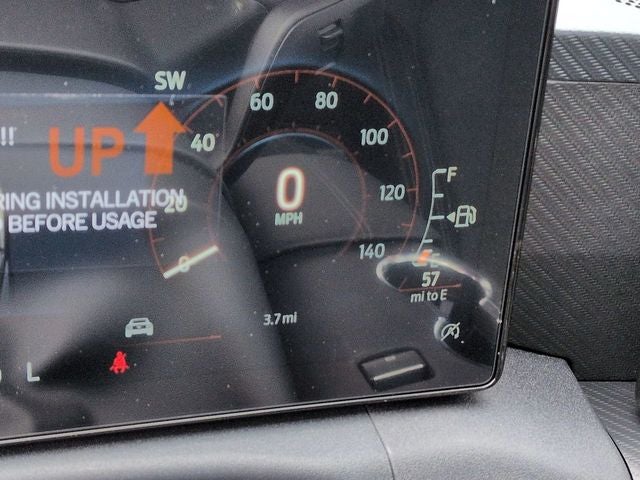 SW
!!
UP
RING INSTALLATION
BEFORE USAGE
0
20
40
60
80
100
120
140
0
MPH
F
E
57
mi to E
3.7 mi
L